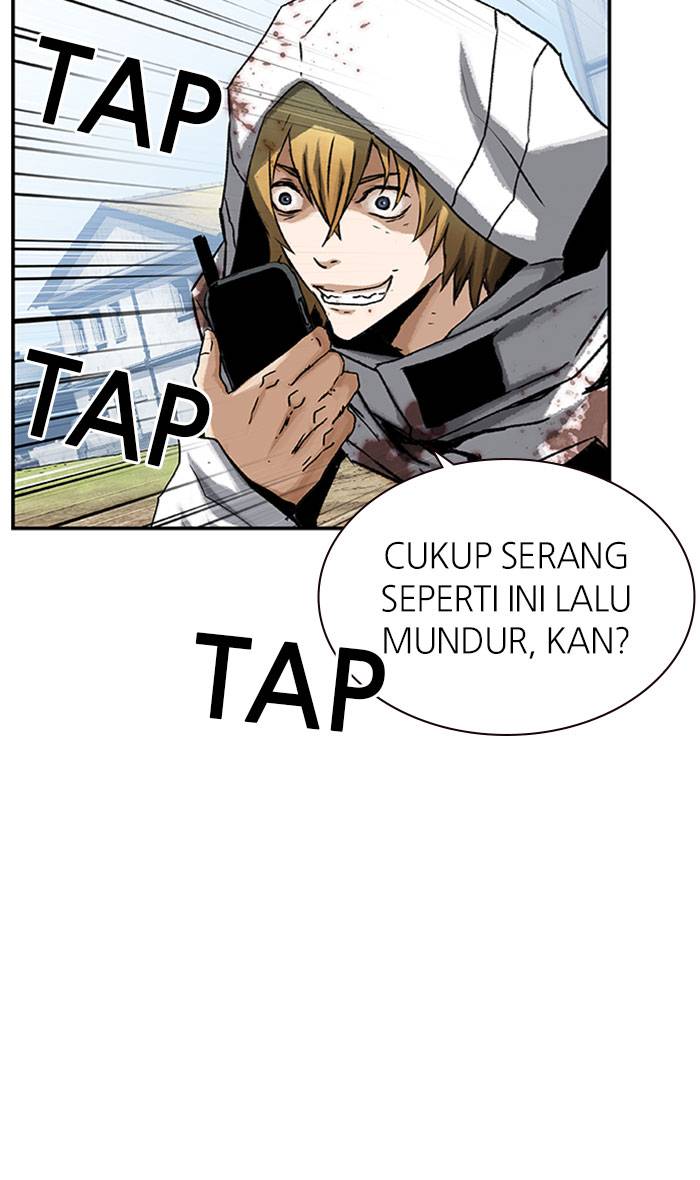 TAP
TAP
CUKUP SERANG
SEPERTI INI LALU
MUNDUR, KAN?
TAP